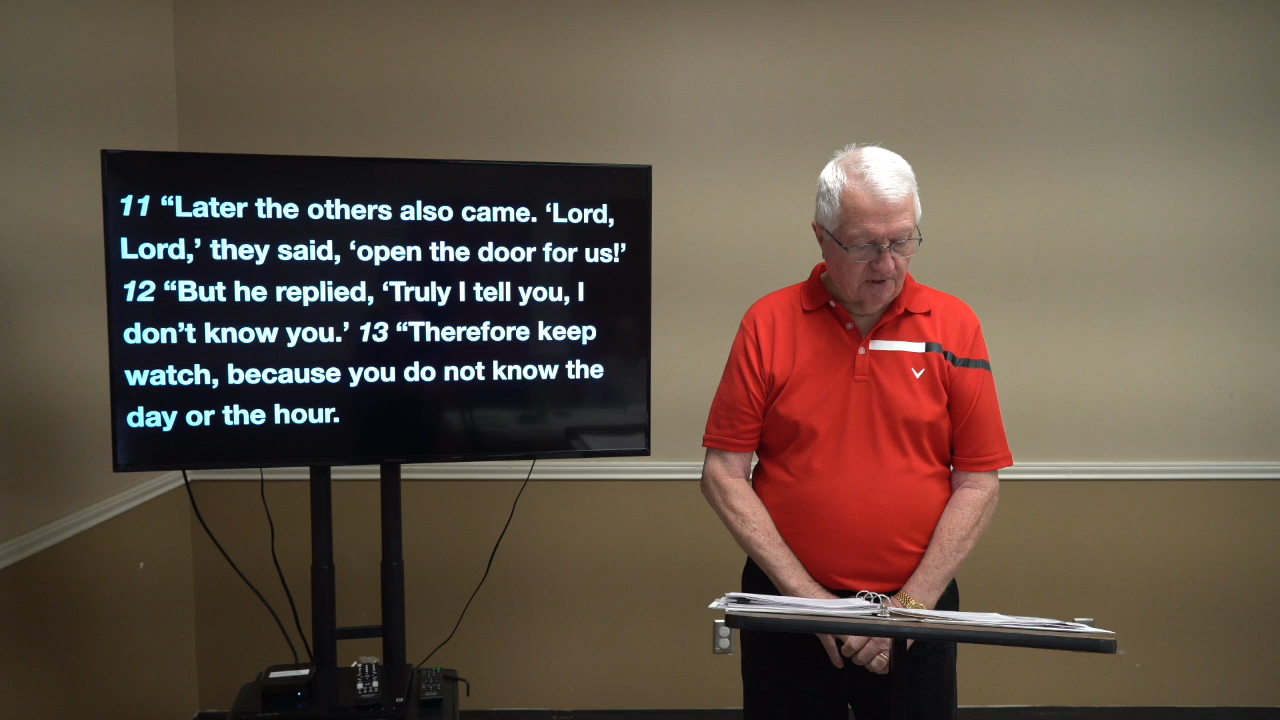 11 “Later the others also came. ‘Lord,
Lord,’ they said, ‘open the door for us!’
12 “But he replied, ‘Truly I tell you, I
don’t know you.’ 13 “Therefore keep
watch, because you do not know the
day or the hour.